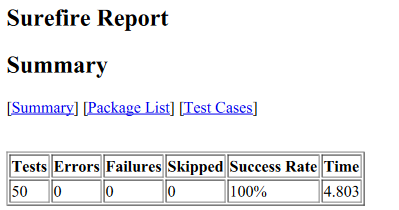 Surefire Report
Summary
[Summary] [Package List] [Test Cases]
Tests Errors Failures Skipped Success Rate Time
50 0 0 0 100% 4.803